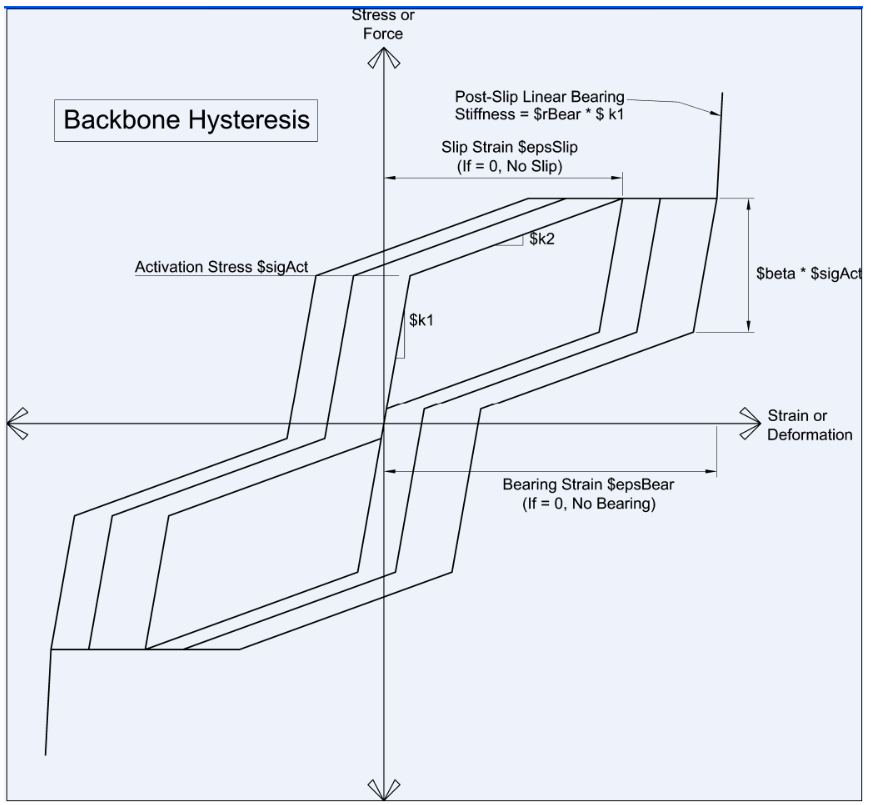 Stress or
Force
Backbone Hysteresis
Post-Slip Linear Bearing
Stiffness = $rBear * $ k1
Slip Strain $epsSlip
(If = 0, No Slip)
$k2
Activation Stress $sigAct
$beta * $sigAct
$k1
Strain or
Deformation
Bearing Strain $epsBear
(If = 0, No Bearing)